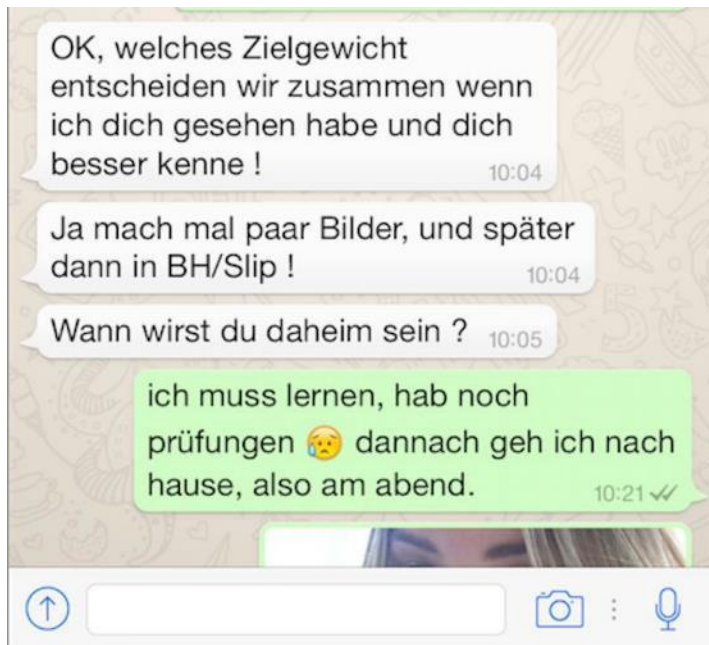 OK, welches Zielgewicht
entscheiden wir zusammen wenn
ich dich gesehen habe und dich
besser kenne !
10:04
Ja mach mal paar Bilder, und später
dann in BH/Slip !
10:04
Wann wirst du daheim sein ?
10:05
ich muss lernen, hab noch
prüfungen 😥 dannach geh ich nach
hause, also am abend.
10:21